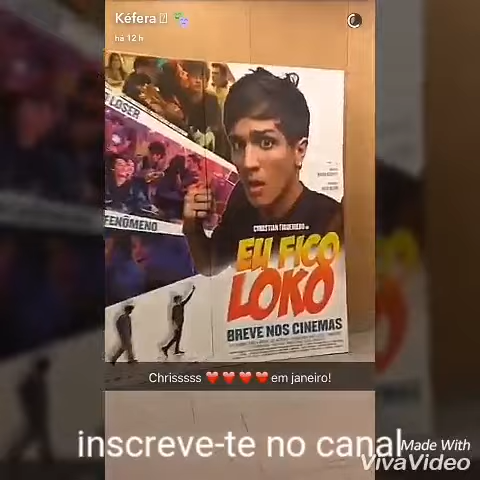 Kéfera
há 12 h
LOSER
FENÔMENO
CHRISTIAN FIGUEIREDO em
EU FICO
LOKO
BREVE NOS CINEMAS
Chrisssss ❤❤❤❤ em janeiro!
inscreve-te no canal
Made With
VivaVideo